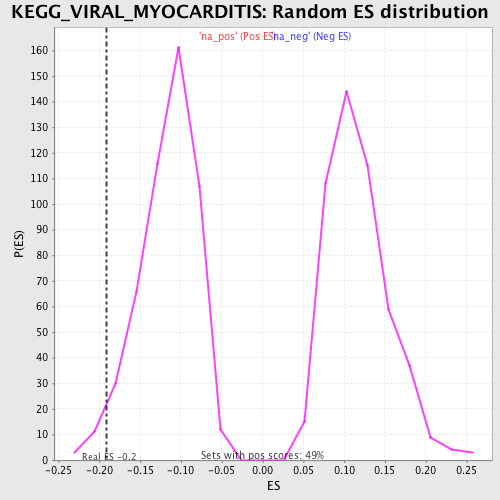 KEGG_VIRAL_MYOCARDITIS: Random ES distribution
'na_pos' (Pos ES) 'na_neg' (Neg ES)
160
150
140
130
120
110
100
90
80
70
60
50
40
30
20
10
0
P(ES)
Real ES -0.2
Sets with pos scores: 49%
-0.25 -0.20 -0.15 -0.10 -0.05 0.00 0.05 0.10 0.15 0.20 0.25
ES